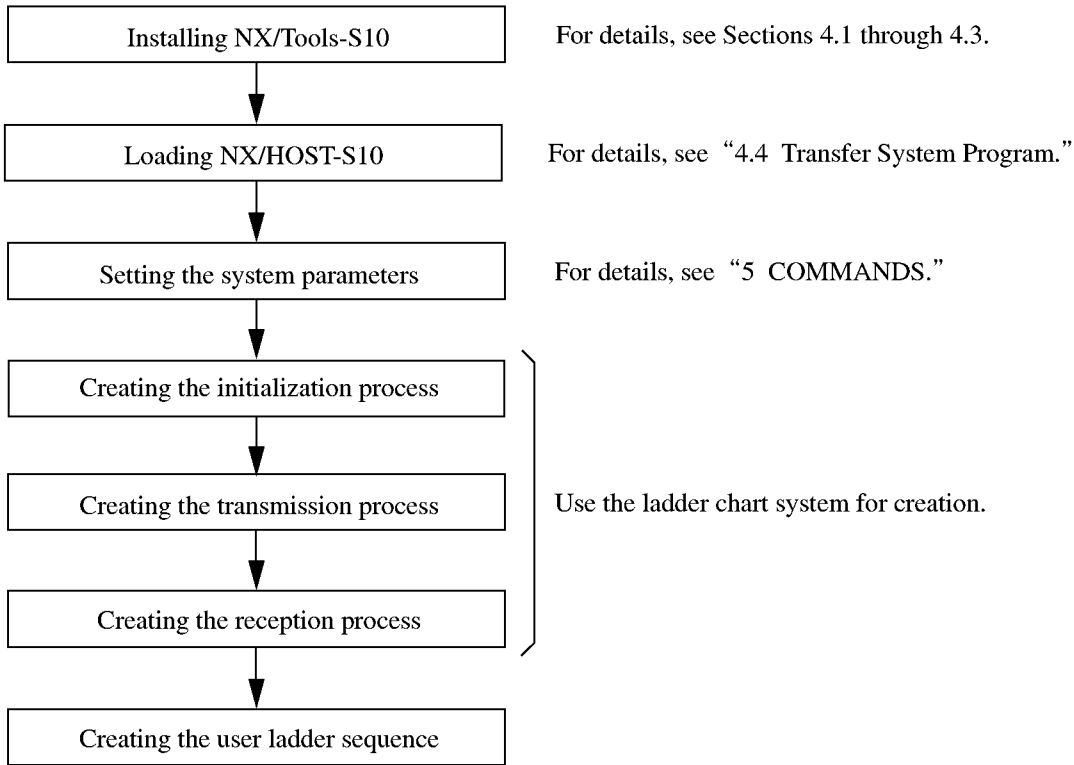 Installing NX/Tools-S10
For details, see Sections 4.1 through 4.3.
Loading NX/HOST-S10
For details, see “4.4 Transfer System Program.”
Setting the system parameters
For details, see “5 COMMANDS.”
Creating the initialization process
Creating the transmission process
Use the ladder chart system for creation.
Creating the reception process
Creating the user ladder sequence